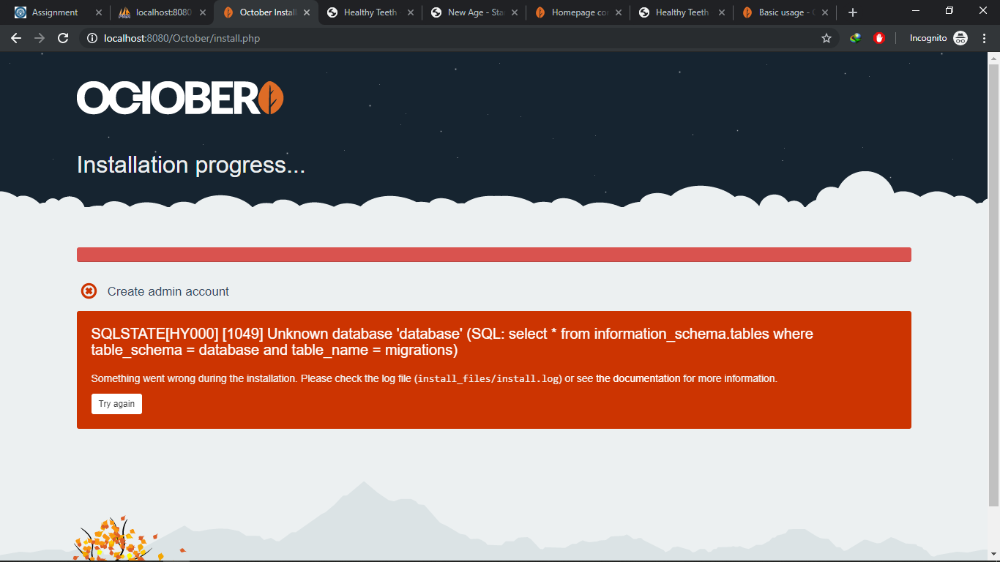 Assignment
localhost:8080
October Install
Healthy Teeth
New Age - Sta
Homepage co
Healthy Teeth
Basic usage -
localhost:8080/October/install.php
Incognito
OCTOBER
Installation progress...
Create admin account
SQLSTATE[HY000] [1049] Unknown database 'database' (SQL: select * from information_schema.tables where
table_schema = database and table_name = migrations)
Something went wrong during the installation. Please check the log file (install_files/install.log) or see the documentation for more information.
Try again